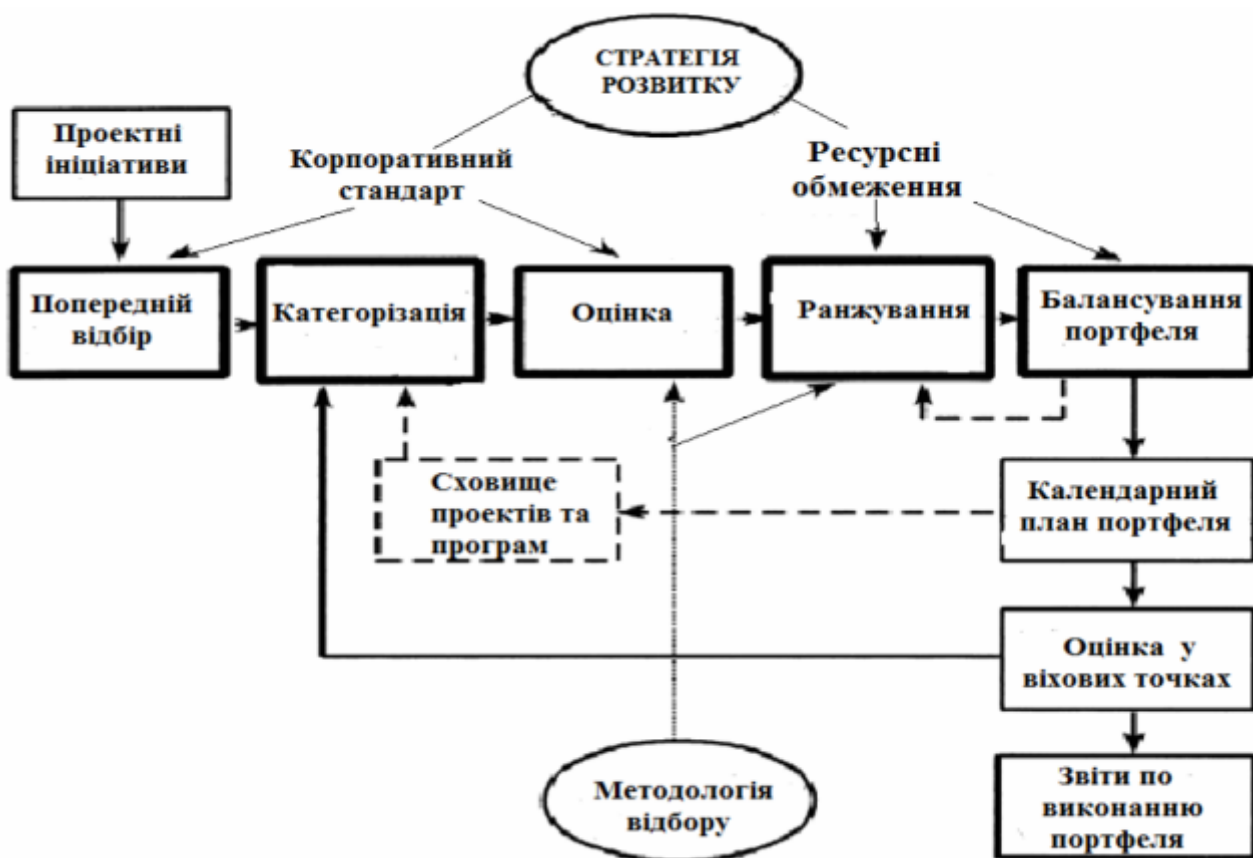 СТРАТЕГІЯ
РОЗВИТКУ
Проектні
ініціативи
Корпоративний
стандарт
Ресурсні
обмеження
Попередній
відбір
Категорізація
Оцінка
Ранжування
Балансування
портфеля
Сховище
проектів та
програм
Календарний
план портфеля
Оцінка у
віхових точках
Методологія
відбору
Звіти по
виконанню
портфеля